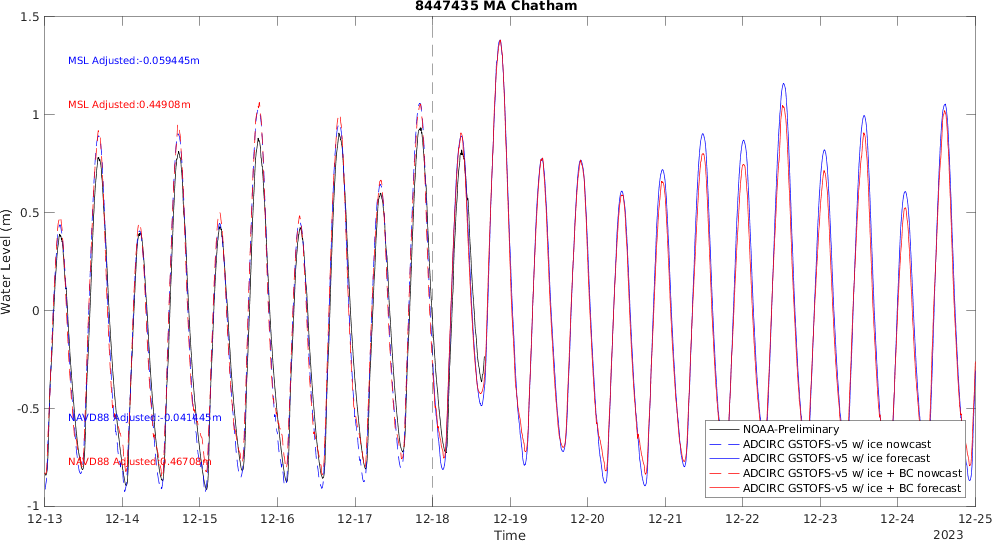 8447435 MA Chatham
1.5
1
0.5
0
-0.5
-1
Water Level (m)
MSL Adjusted:-0.059445m
MSL Adjusted:0.44908m
NAVD88 Adjusted:-0.041445m
NAVD88 Adjusted:0.46708m
NOAA-Preliminary
ADCIRC GSTOFS-v5 w/ ice nowcast
ADCIRC GSTOFS-v5 w/ ice forecast
ADCIRC GSTOFS-v5 w/ ice + BC nowcast
ADCIRC GSTOFS-v5 w/ ice + BC forecast
12-13 12-14 12-15 12-16 12-17 12-18 12-19 12-20 12-21 12-22 12-23 12-24 12-25
Time
2023